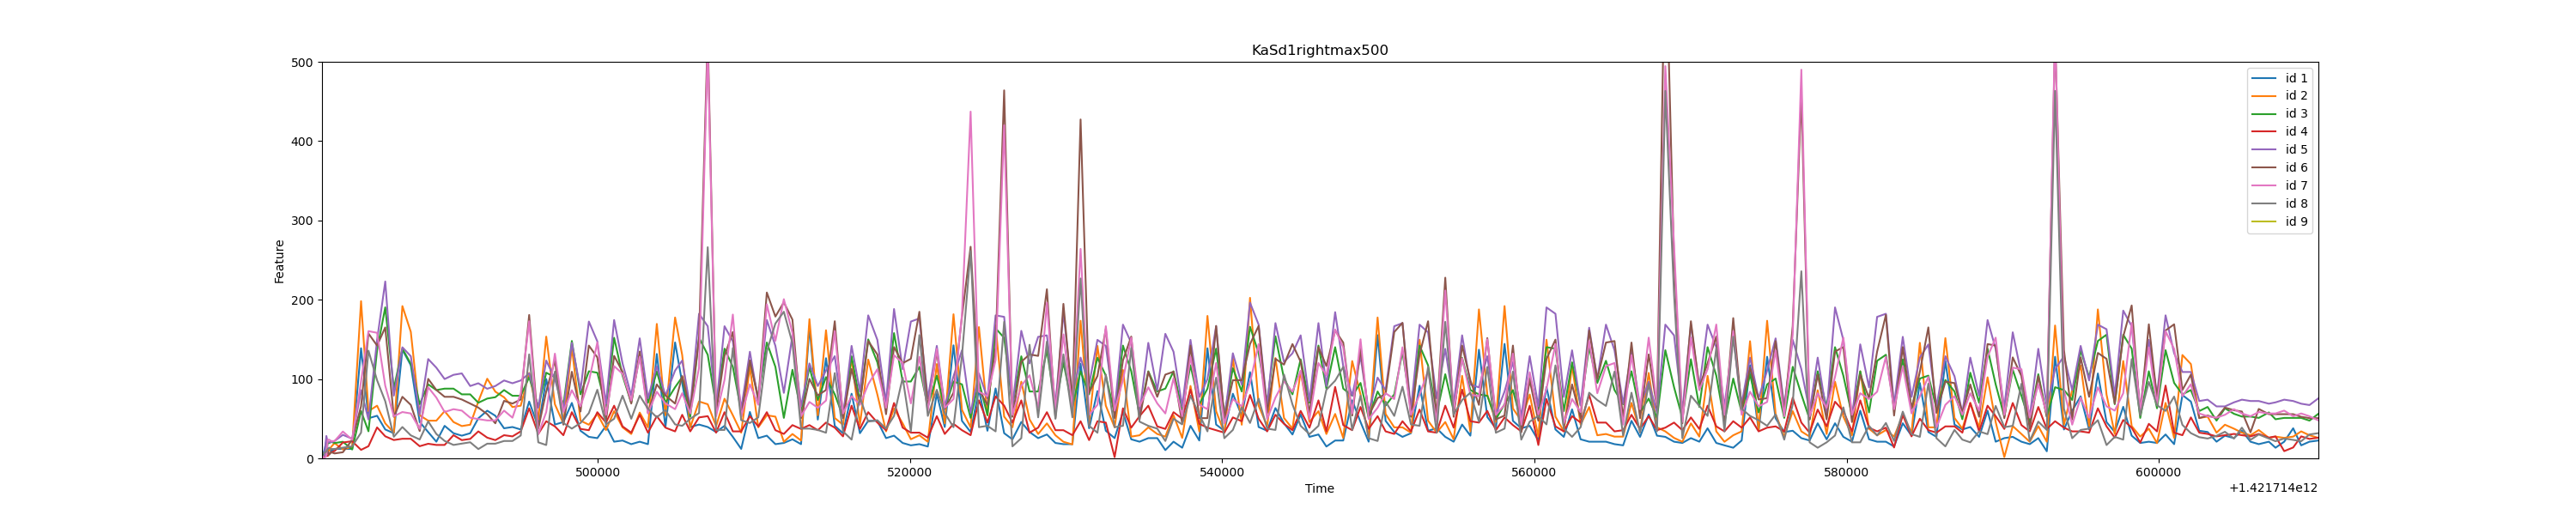 KaSd1rightmax500
500
400
300
200
100
0
Feature
500000
520000
540000
560000
580000
600000
Time
+1.421714e12
id 1
id 2
id 3
id 4
id 5
id 6
id 7
id 8
id 9